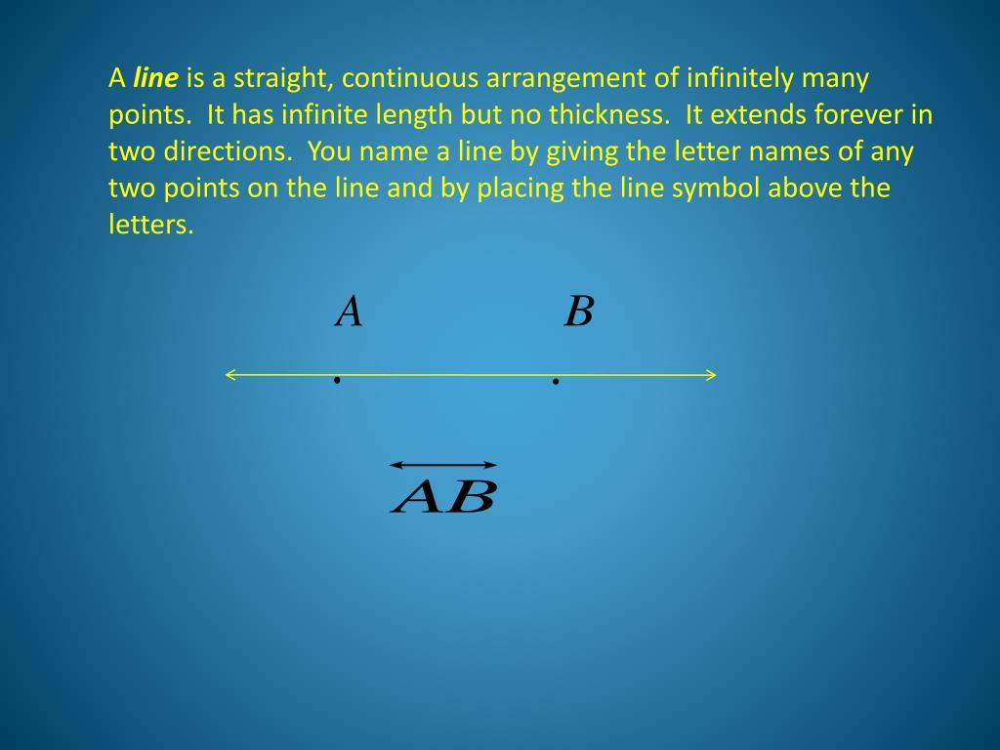 A line is a straight, continuous arrangement of infinitely many
points.  It has infinite length but no thickness.  It extends forever in
two directions.  You name a line by giving the letter names of any
two points on the line and by placing the line symbol above the
letters.
A B
AB